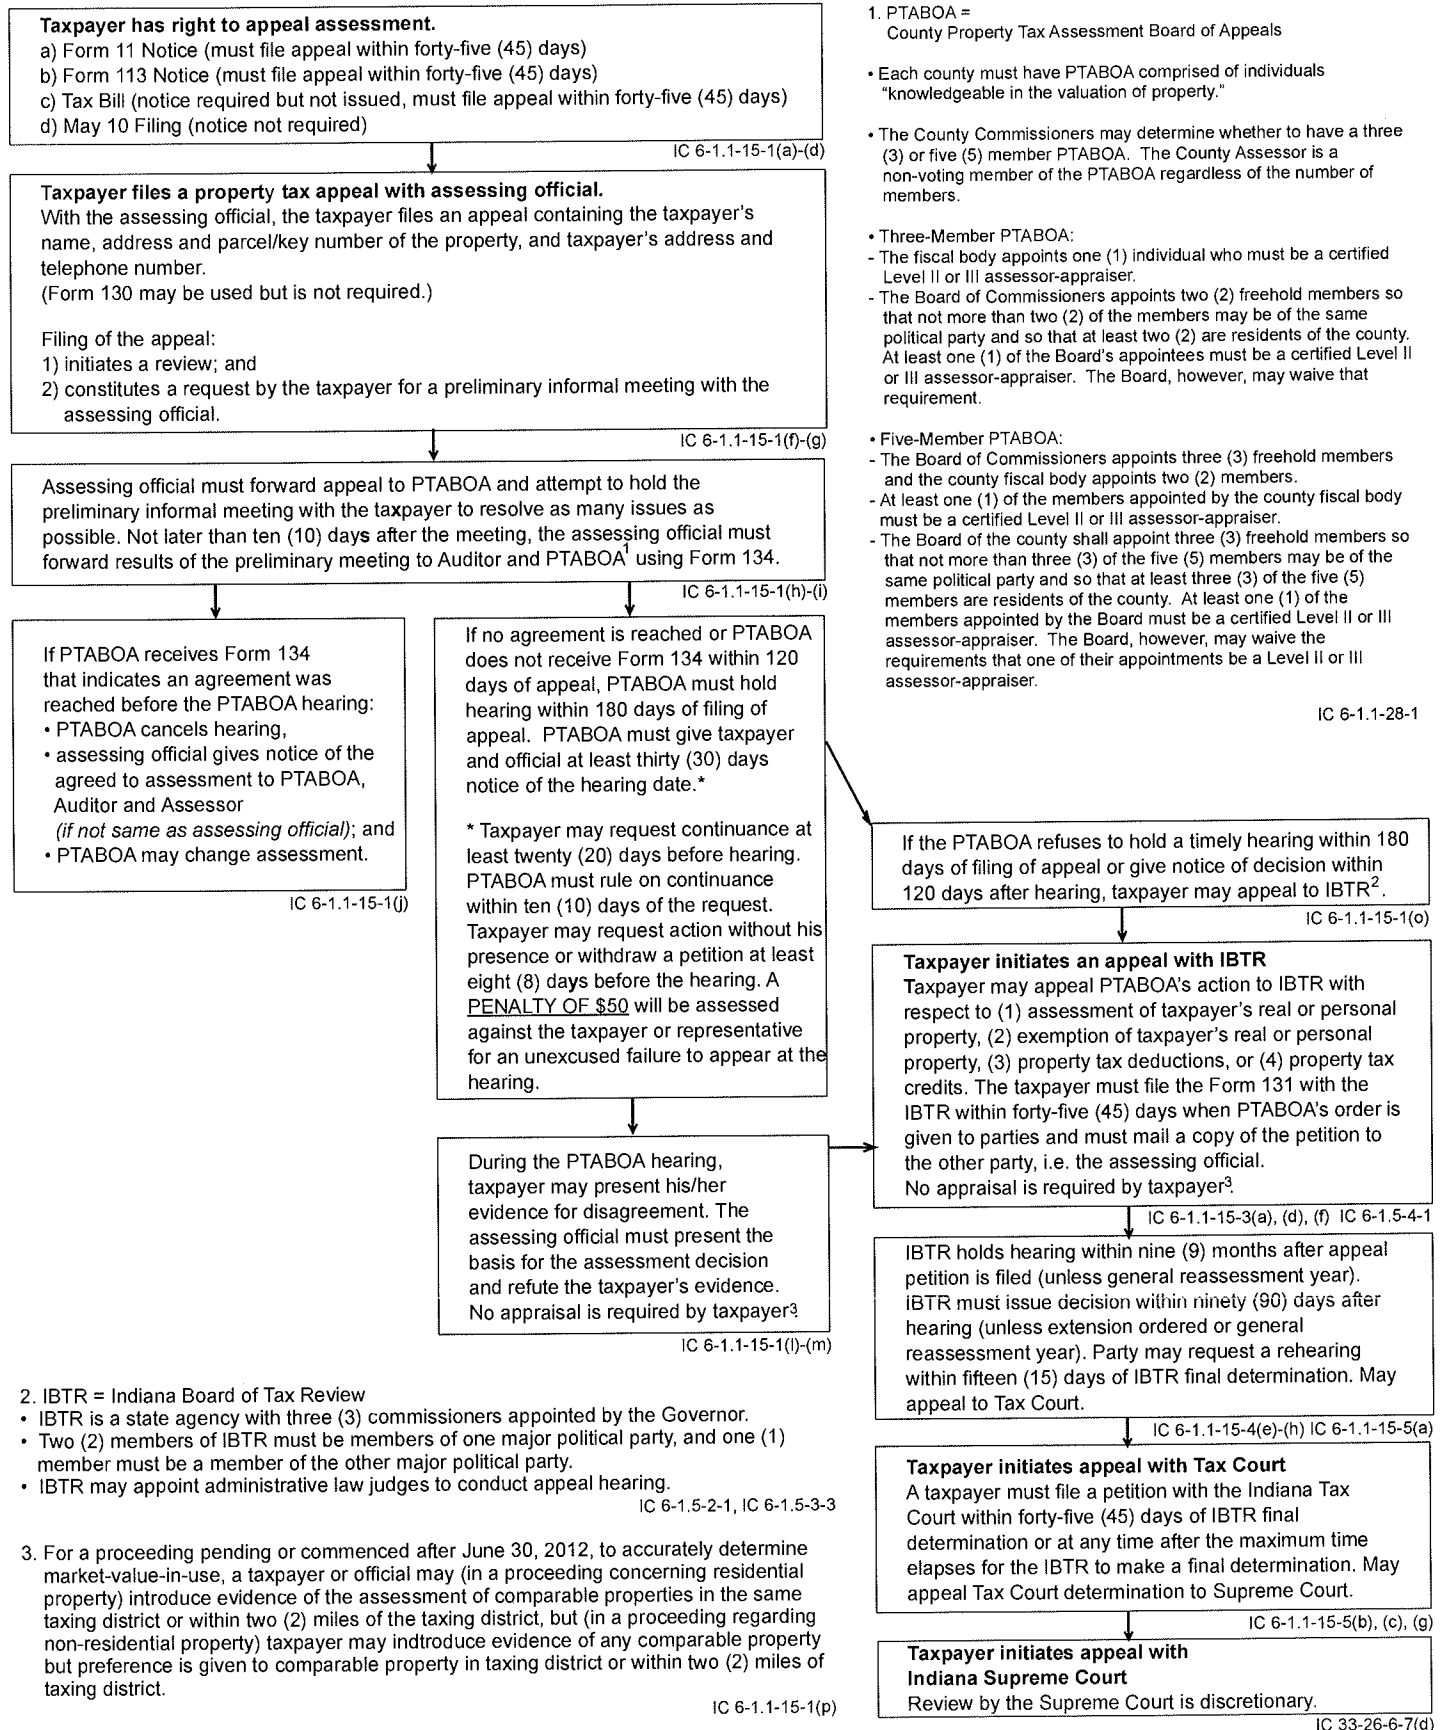 Taxpayer has right to appeal assessment.
a) Form 11 Notice (must file appeal within forty-five (45) days)
b) Form 113 Notice (must file appeal within forty-five (45) days)
c) Tax Bill (notice required but not issued, must file appeal within forty-five (45) days)
d) May 10 Filing (notice not required)
IC 6-1.1-15-1(a)-(d)
Taxpayer files a property tax appeal with assessing official.
With the assessing official, the taxpayer files an appeal containing the taxpayer's
name, address and parcel/key number of the property, and taxpayer's address and
telephone number.
(Form 130 may be used but is not required.)
Filing of the appeal:
1) initiates a review; and
2) constitutes a request by the taxpayer for a preliminary informal meeting with the
assessing official.
IC 6-1.1-15-1(f)-(g)
Assessing official must forward appeal to PTABOA and attempt to hold the
preliminary informal meeting with the taxpayer to resolve as many issues as
possible. Not later than ten (10) days after the meeting, the assessing official must
forward results of the preliminary meeting to Auditor and PTABOA1 using Form 134.
IC 6-1.1-15-1(h)-(i)
If PTABOA receives Form 134
that indicates an agreement was
reached before the PTABOA hearing:
• PTABOA cancels hearing,
• assessing official gives notice of the
agreed to assessment to PTABOA,
Auditor and Assessor
(if not same as assessing official); and
• PTABOA may change assessment.
IC 6-1.1-15-1(j)
If no agreement is reached or PTABOA
does not receive Form 134 within 120
days of appeal, PTABOA must hold
hearing within 180 days of filing of
appeal. PTABOA must give taxpayer
and official at least thirty (30) days
notice of the hearing date.*
* Taxpayer may request continuance at
least twenty (20) days before hearing.
PTABOA must rule on continuance
within ten (10) days of the request.
Taxpayer may request action without his
presence or withdraw a petition at least
eight (8) days before the hearing. A
PENALTY OF $50 will be assessed
against the taxpayer or representative
for an unexcused failure to appear at the
hearing.
During the PTABOA hearing,
taxpayer may present his/her
evidence for disagreement. The
assessing official must present the
basis for the assessment decision
and refute the taxpayer's evidence.
No appraisal is required by taxpayer3.
IC 6-1.1-15-1(l)-(m)
2. IBTR = Indiana Board of Tax Review
• IBTR is a state agency with three (3) commissioners appointed by the Governor.
• Two (2) members of IBTR must be members of one major political party, and one (1)
member must be a member of the other major political party.
• IBTR may appoint administrative law judges to conduct appeal hearing.
IC 6-1.5-2-1, IC 6-1.5-3-3
3. For a proceeding pending or commenced after June 30, 2012, to accurately determine
market-value-in-use, a taxpayer or official may (in a proceeding concerning residential
property) introduce evidence of the assessment of comparable properties in the same
taxing district or within two (2) miles of the taxing district, but (in a proceeding regarding
non-residential property) taxpayer may indtroduce evidence of any comparable property
but preference is given to comparable property in taxing district or within two (2) miles of
taxing district.
IC 6-1.1-15-1(p)
1. PTABOA =
County Property Tax Assessment Board of Appeals
• Each county must have PTABOA comprised of individuals
"knowledgeable in the valuation of property."
• The County Commissioners may determine whether to have a three
(3) or five (5) member PTABOA. The County Assessor is a
non-voting member of the PTABOA regardless of the number of
members.
• Three-Member PTABOA:
- The fiscal body appoints one (1) individual who must be a certified
Level II or III assessor-appraiser.
- The Board of Commissioners appoints two (2) freehold members so
that not more than two (2) of the members may be of the same
political party and so that at least two (2) are residents of the county.
At least one (1) of the Board's appointees must be a certified Level II
or III assessor-appraiser. The Board, however, may waive that
requirement.
• Five-Member PTABOA:
- The Board of Commissioners appoints three (3) freehold members
and the county fiscal body appoints two (2) members.
- At least one (1) of the members appointed by the county fiscal body
must be a certified Level II or III assessor-appraiser.
- The Board of the county shall appoint three (3) freehold members so
that not more than three (3) of the five (5) members may be of the
same political party and so that at least three (3) of the five (5)
members are residents of the county. At least one (1) of the
members appointed by the Board must be a certified Level II or III
assessor-appraiser. The Board, however, may waive the
requirements that one of their appointments be a Level II or III
assessor-appraiser.
IC 6-1.1-28-1
If the PTABOA refuses to hold a timely hearing within 180
days of filing of appeal or give notice of decision within
120 days after hearing, taxpayer may appeal to IBTR2.
IC 6-1.1-15-1(o)
Taxpayer initiates an appeal with IBTR
Taxpayer may appeal PTABOA's action to IBTR with
respect to (1) assessment of taxpayer's real or personal
property, (2) exemption of taxpayer's real or personal
property, (3) property tax deductions, or (4) property tax
credits. The taxpayer must file the Form 131 with the
IBTR within forty-five (45) days when PTABOA's order is
given to parties and must mail a copy of the petition to
the other party, i.e. the assessing official.
No appraisal is required by taxpayer3.
IC 6-1.1-15-3(a), (d), (f) IC 6-1.5-4-1
IBTR holds hearing within nine (9) months after appeal
petition is filed (unless general reassessment year).
IBTR must issue decision within ninety (90) days after
hearing (unless extension ordered or general
reassessment year). Party may request a rehearing
within fifteen (15) days of IBTR final determination. May
appeal to Tax Court.
IC 6-1.1-15-4(e)-(h) IC 6-1.1-15-5(a)
Taxpayer initiates appeal with Tax Court
A taxpayer must file a petition with the Indiana Tax
Court within forty-five (45) days of IBTR final
determination or at any time after the maximum time
elapses for the IBTR to make a final determination. May
appeal Tax Court determination to Supreme Court.
IC 6-1.1-15-5(b), (c), (g)
Taxpayer initiates appeal with
Indiana Supreme Court
Review by the Supreme Court is discretionary.
IC 33-26-6-7(d)